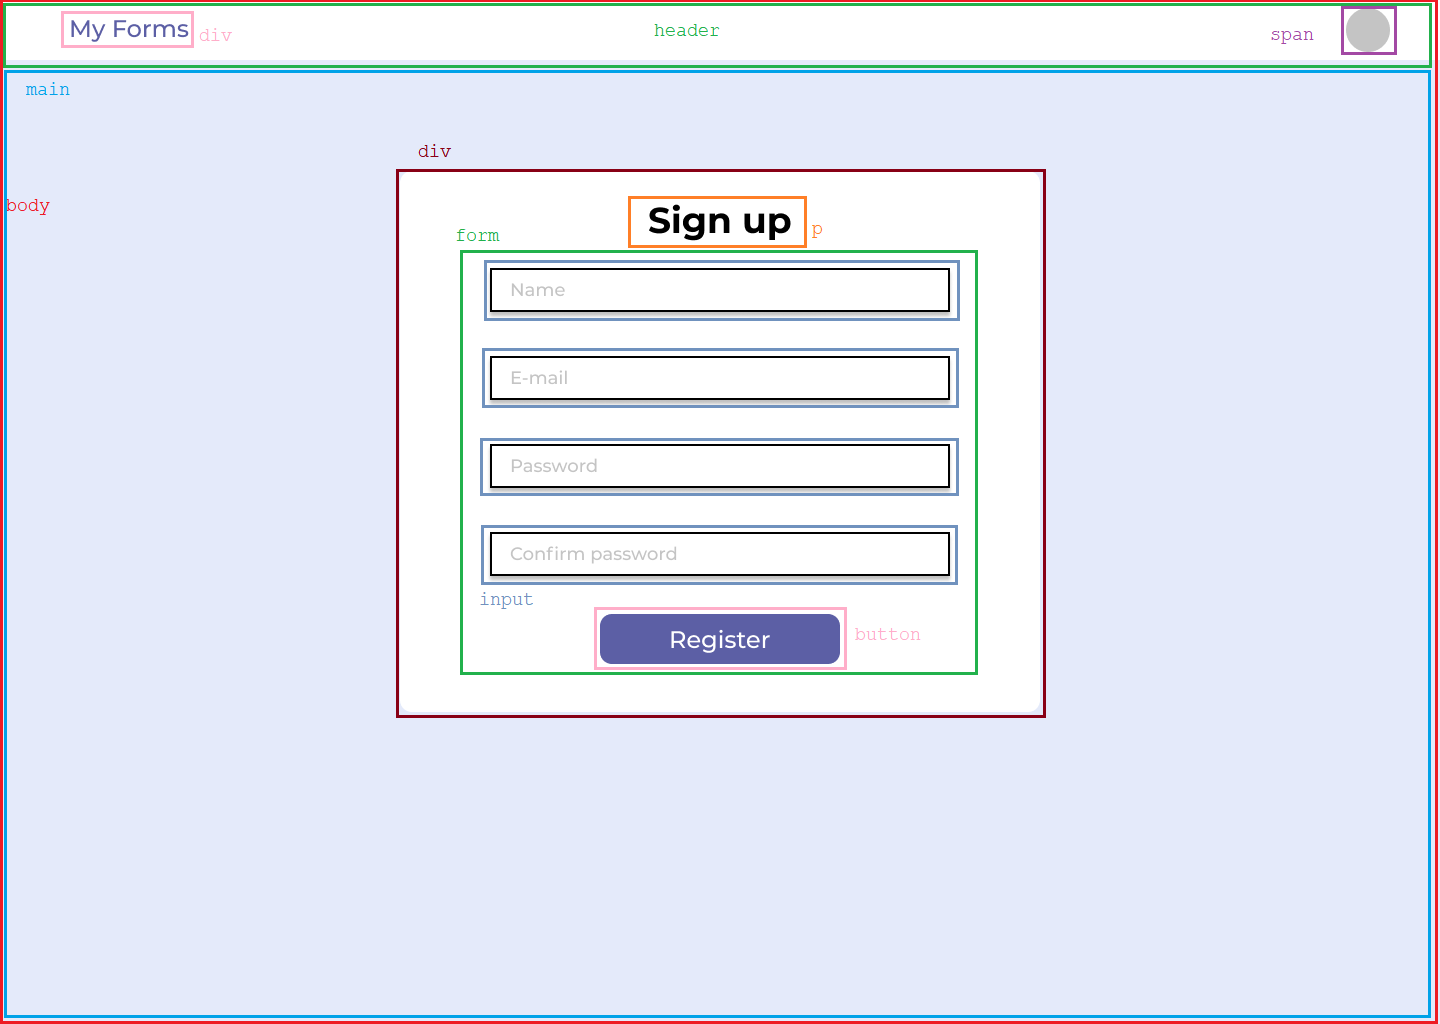 My Forms
div
header
span
main
div
body
Sign up
p
form
Name
E-mail
Password
Confirm password
input
Register
button